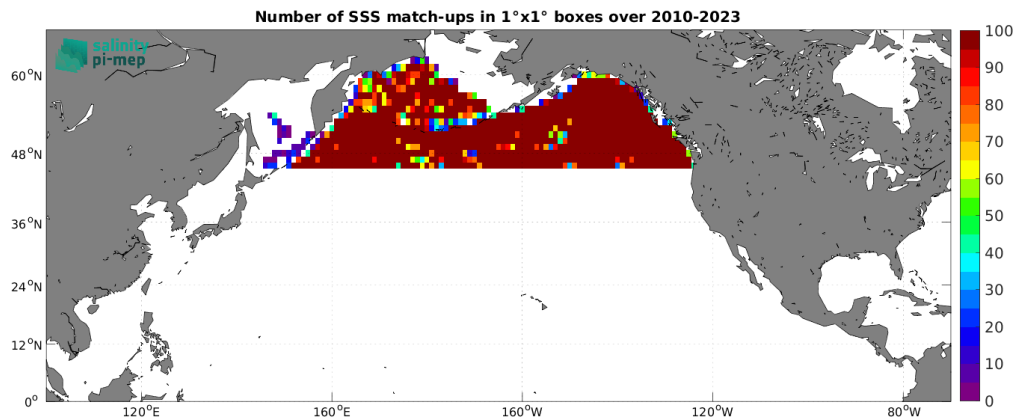 Number of SSS match-ups in 1°x1° boxes over 2010-2023
salinity
pi-mep
60°N
48°N
36°N
24°N
12°N
0°
120°E
160°E
160°W
120°W
80°W
100
90
80
70
60
50
40
30
20
10
0